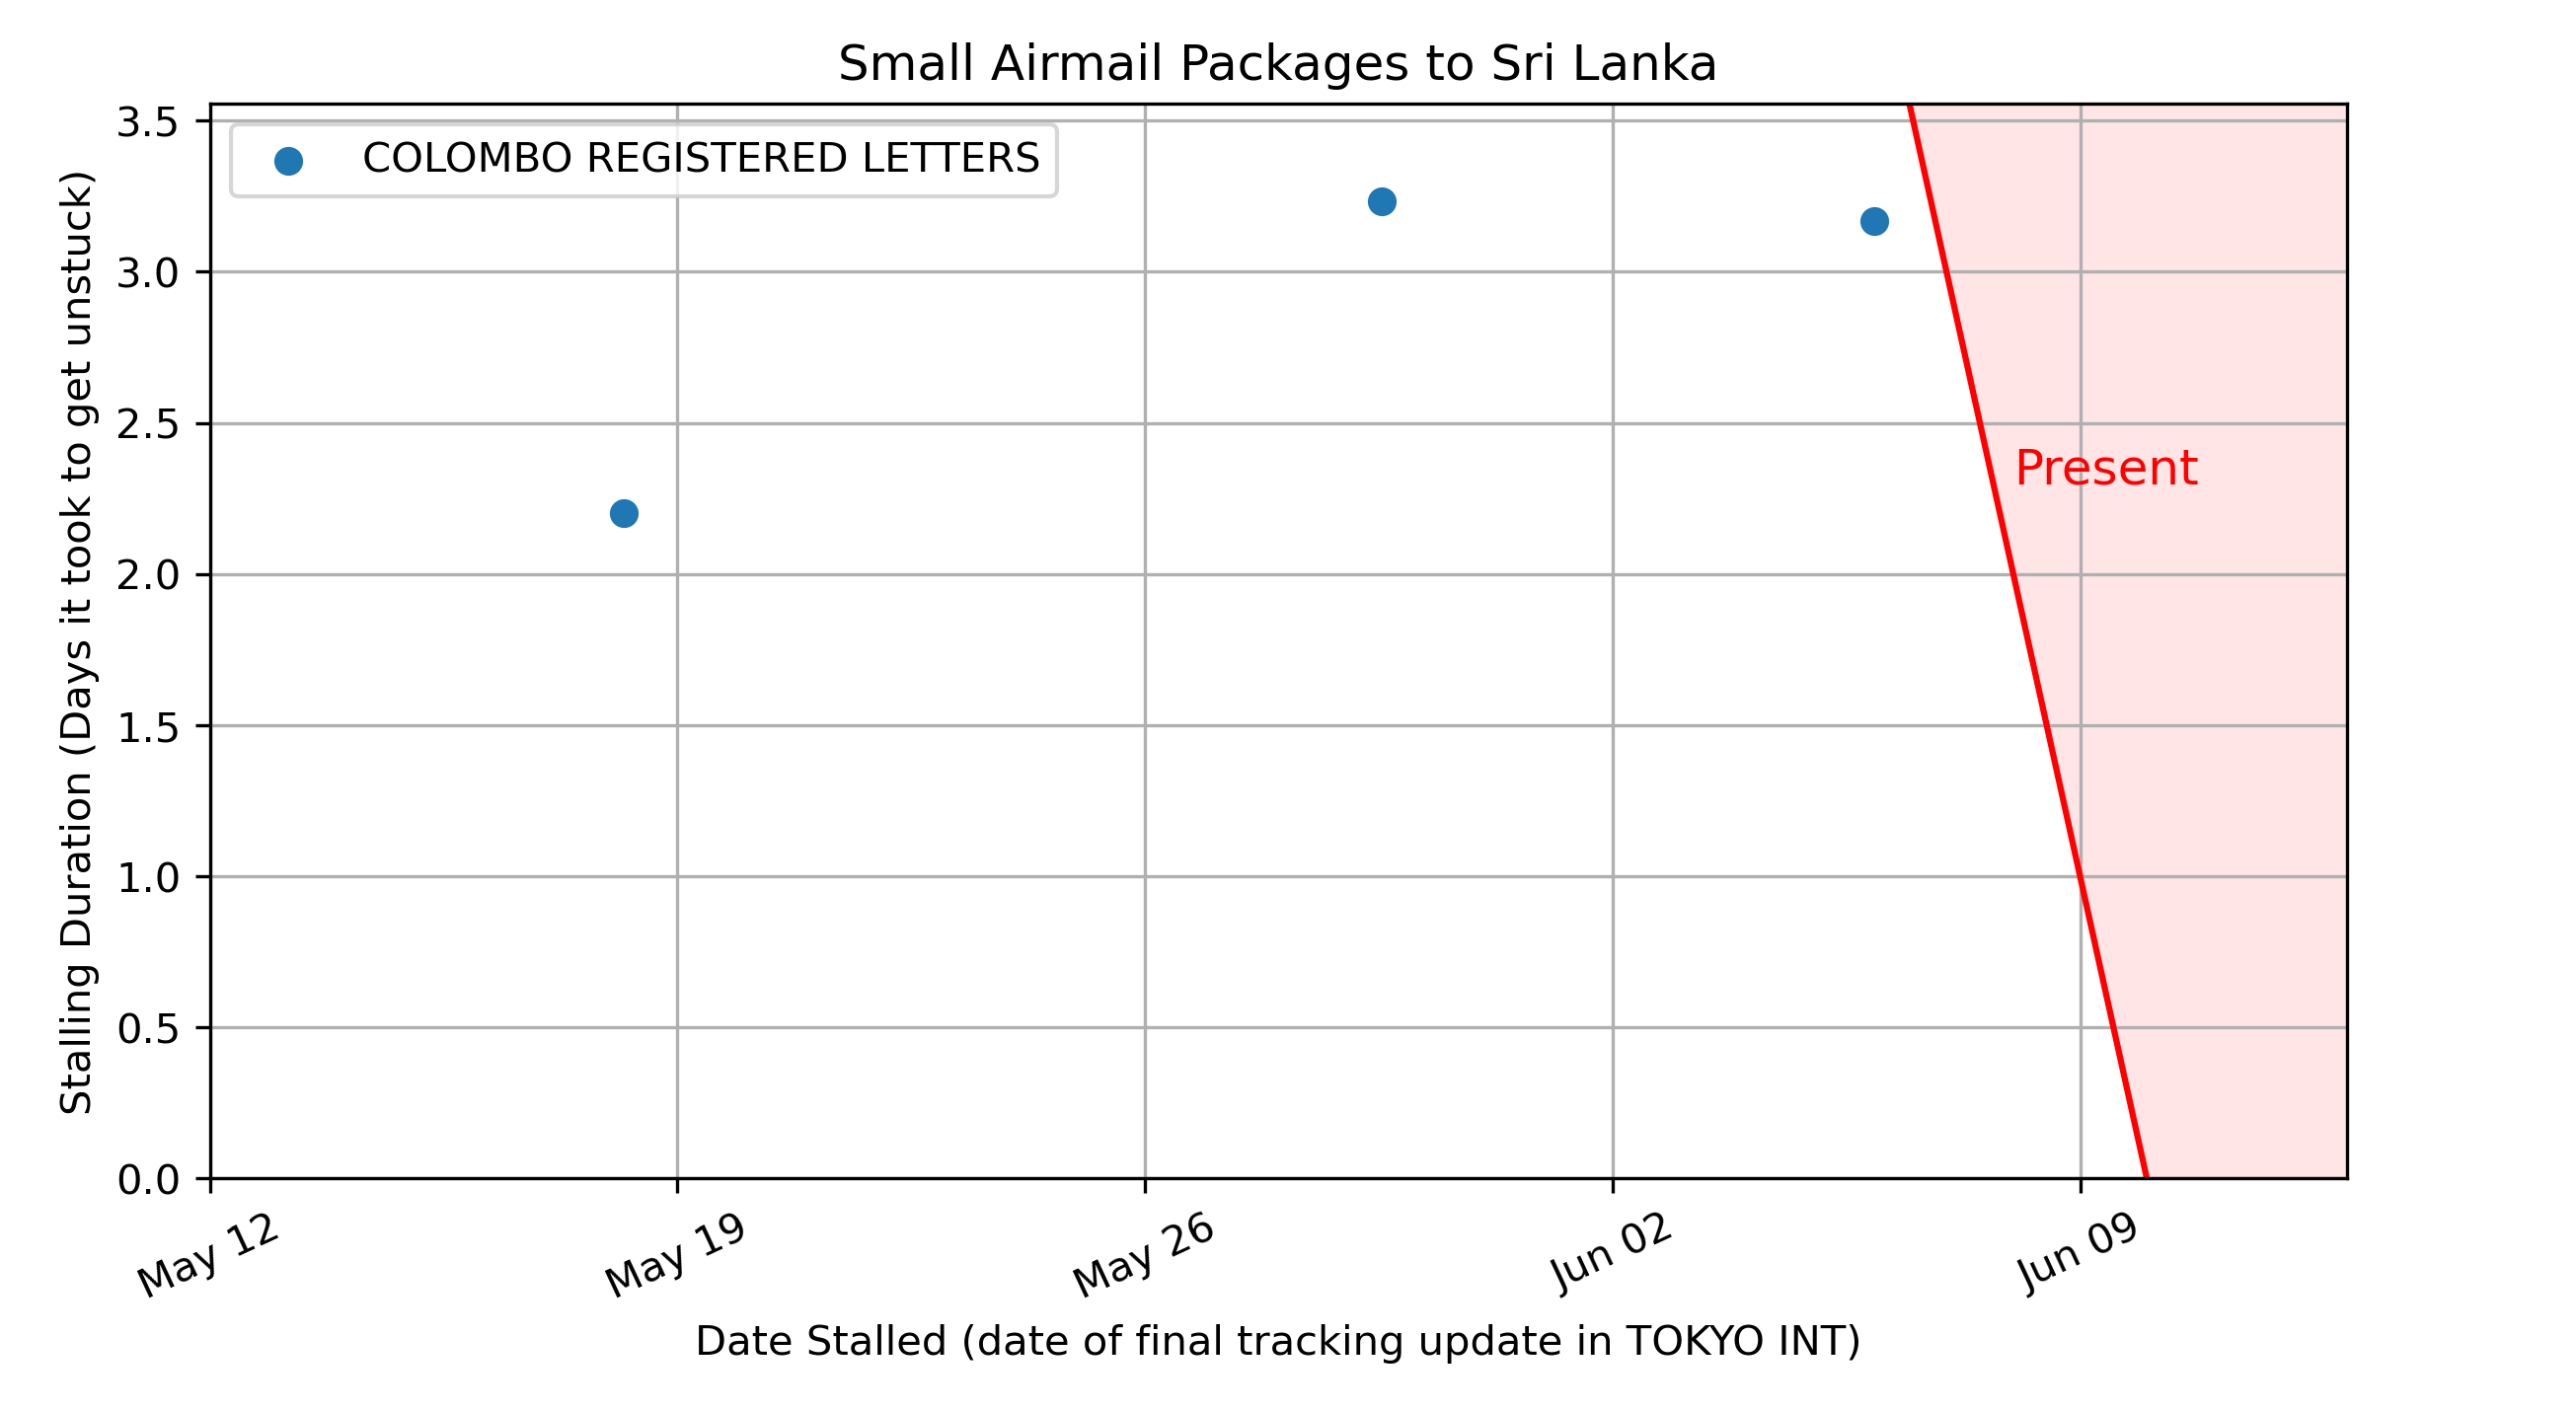 Small Airmail Packages to Sri Lanka
COLOMBO REGISTERED LETTERS
Stalling Duration (Days it took to get unstuck)
3.5
3.0
2.5
2.0
1.5
1.0
0.5
0.0
Present
May 12
May 19
May 26
Jun 02
Jun 09
Date Stalled (date of final tracking update in TOKYO INT)